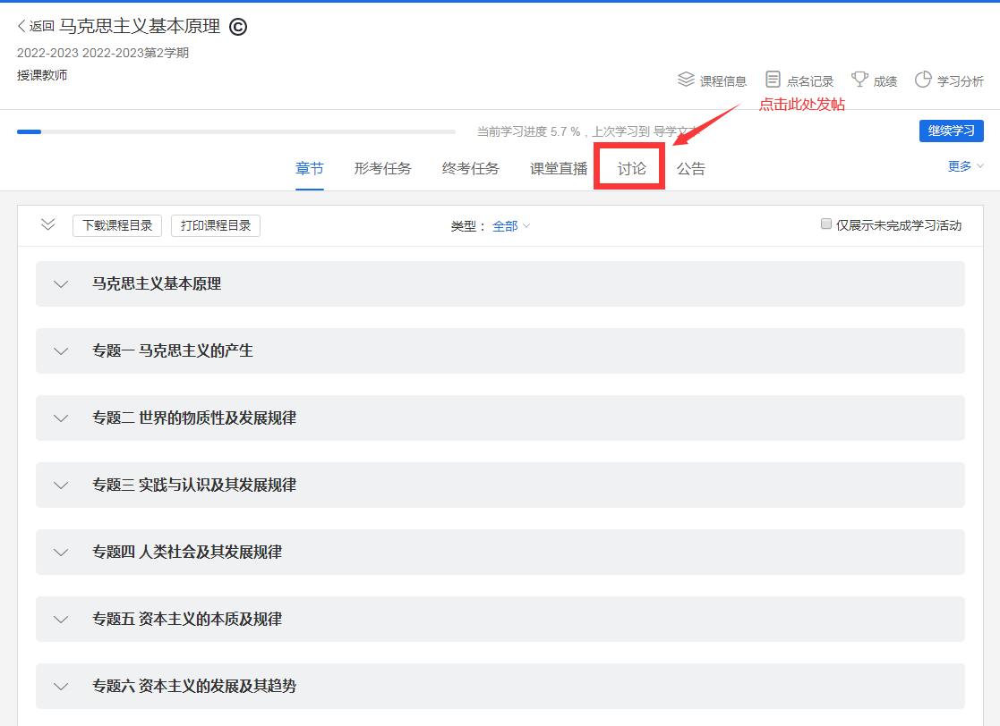 返回 马克思主义基本原理 ©
2022-2023 2022-2023第2学期
授课教师
课程信息 点名记录 成绩 学习分析
点击此处发帖
当前学习进度 5.7 %，上次学习到 导学文本
继续学习
章节 形考任务 终考任务 课堂直播 讨论 公告 更多
下载课程目录 打印课程目录 类型： 全部 仅展示未完成学习活动
马克思主义基本原理
专题一 马克思主义的产生
专题二 世界的物质性及发展规律
专题三 实践与认识及其发展规律
专题四 人类社会及其发展规律
专题五 资本主义的本质及规律
专题六 资本主义的发展及其趋势